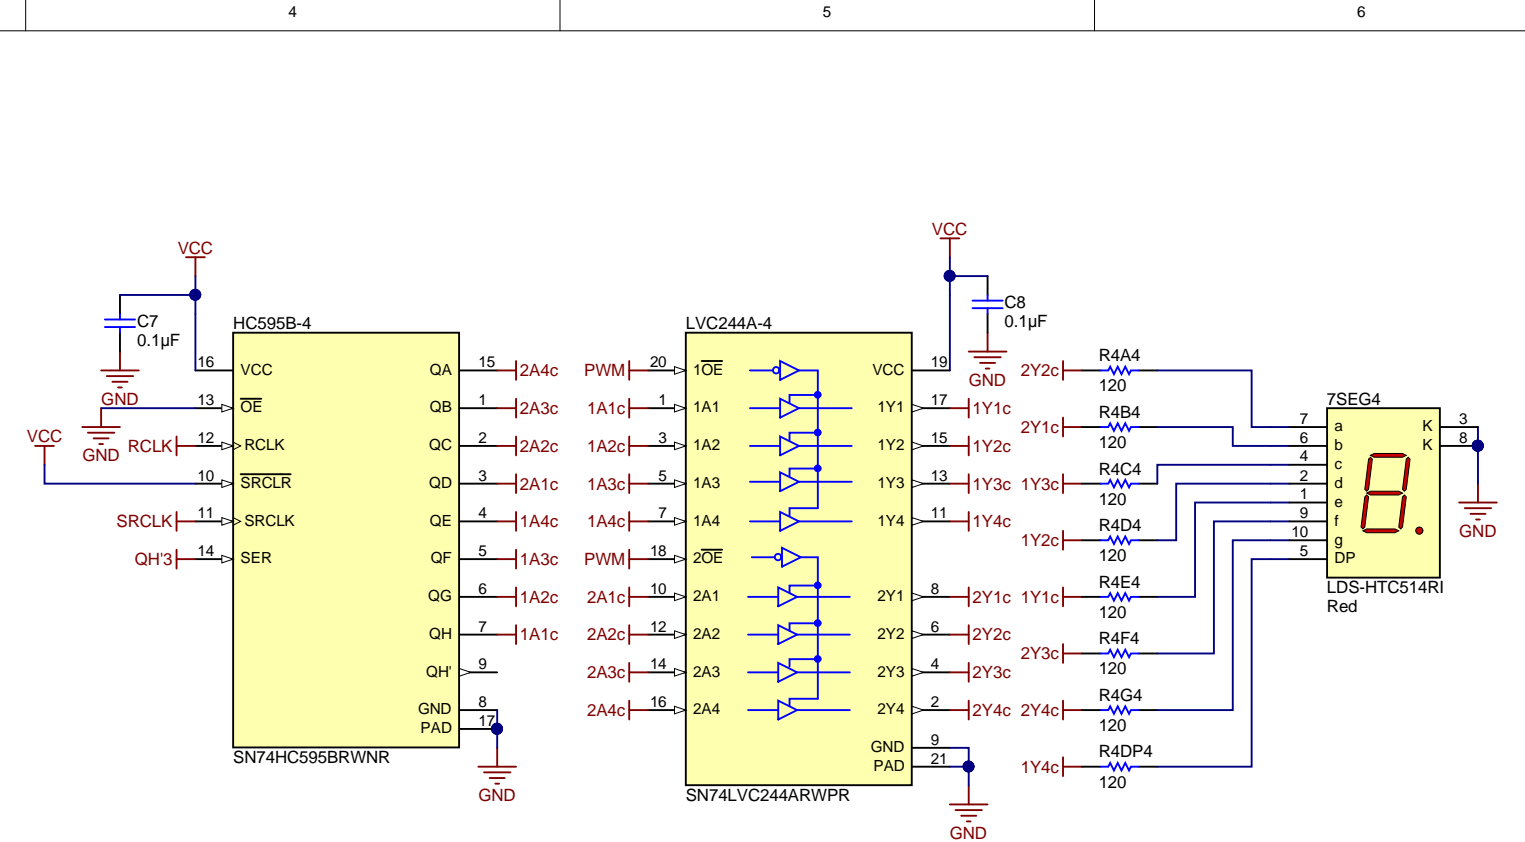 4 5 6
VCC
C7
0.1µF
GND
HC595B-4
16 VCC QA 15 2A4c
13 OE QB 1 2A3c
GND
VCC
RCLK 12 RCLK QC 2 2A2c
10 SRCLR QD 3 2A1c
SRCLK 11 SRCLK QE 4 1A4c
QH'3 14 SER QF 5 1A3c
QG 6 1A2c
QH 7 1A1c
QH' 9
GND 8
PAD 17
SN74HC595BRWNR
GND
VCC
C8
0.1µF
GND
LVC244A-4
PWM 20 1OE VCC 19
1A1c 1 1A1 1Y1 17 1Y1c
1A2c 3 1A2 1Y2 15 1Y2c
1A3c 5 1A3 1Y3 13 1Y3c
1A4c 7 1A4 1Y4 11 1Y4c
PWM 18 2OE
2A1c 10 2A1 2Y1 8 2Y1c
2A2c 12 2A2 2Y2 6 2Y2c
2A3c 14 2A3 2Y3 4 2Y3c
2A4c 16 2A4 2Y4 2 2Y4c
GND 9
PAD 21
SN74LVC244ARWPR
GND
R4A4
2Y2c
120
R4B4
2Y1c
120
R4C4
1Y3c
120
R4D4
1Y2c
120
R4E4
1Y1c
120
R4F4
2Y3c
120
R4G4
2Y4c
120
R4DP4
1Y4c
120
7SEG4
7 a K 3
6 b K 8
4 c
2 d
1 e
9 f
10 g
5 DP
LDS-HTC514RI
Red
GND